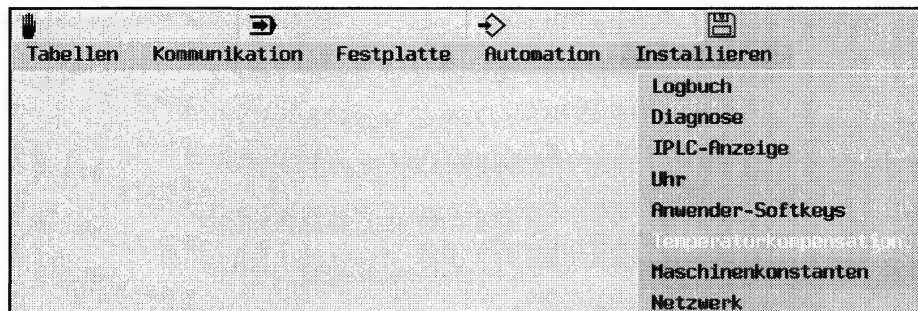 Tabellen Kommunikation Festplatte Automation Installieren
Logbuch
Diagnose
IPLC-Anzeige
Uhr
Anwender-Softkeys
Temperaturkompensation
Maschinenkonstanten
Netzwerk